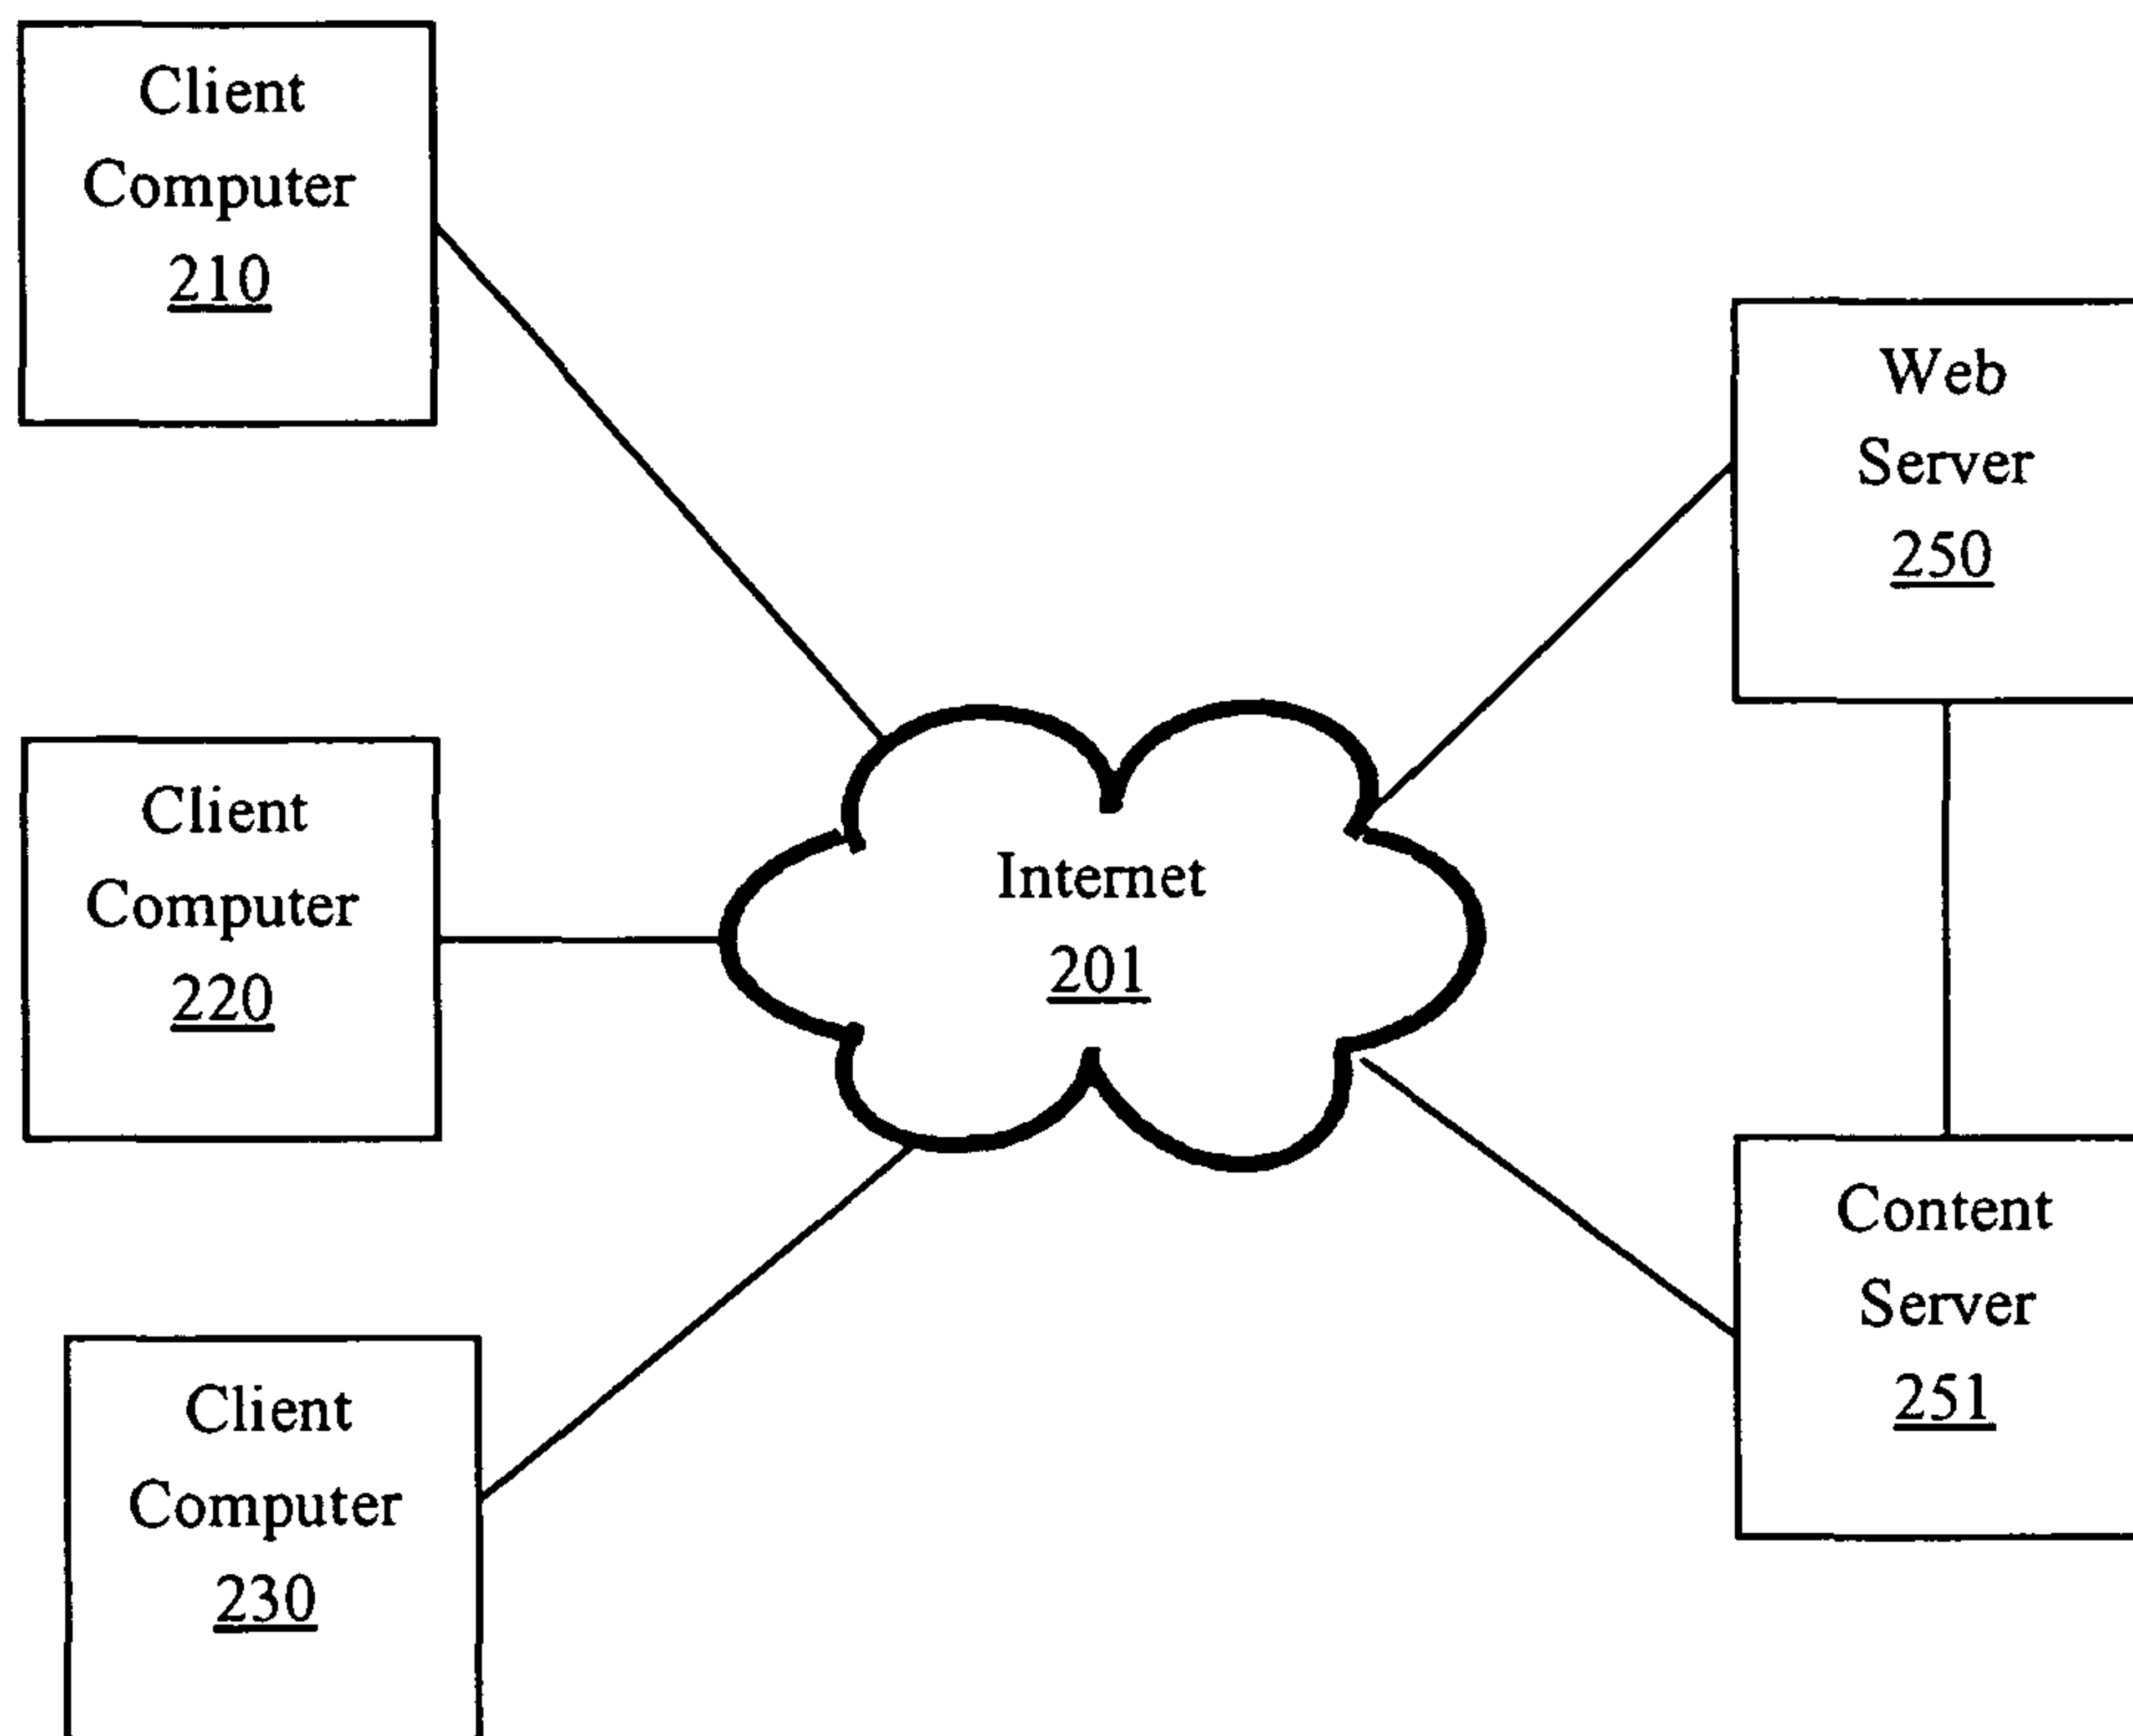 Client
Computer
210
Web
Server
250
Client
Computer
220
Internet
201
Content
Server
251
Client
Computer
230